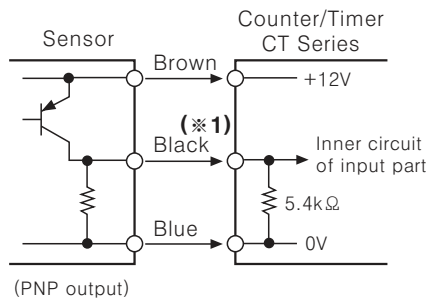 Sensor
Counter/Timer
CT Series
Brown
+12V
(※1)
Black
Inner circuit
of input part
5.4kΩ
Blue
0V
(PNP output)